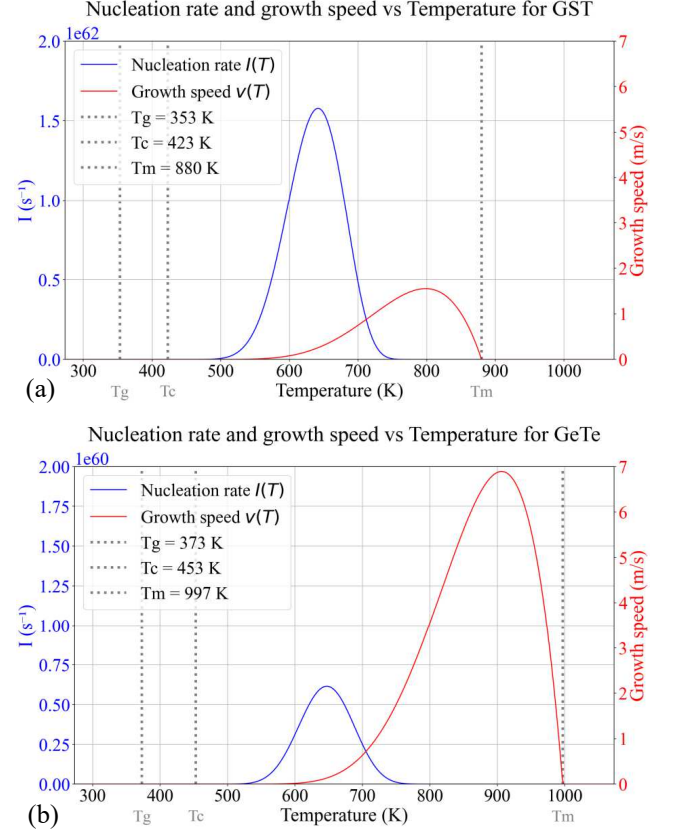 Nucleation rate and growth speed vs Temperature for GST
1e62
2.0
1.5
1.0
0.5
0.0
I (s⁻¹)
Nucleation rate I(T)
Growth speed v(T)
Tg = 353 K
Tc = 423 K
Tm = 880 K
7
6
5
4
3
2
1
0
Growth speed (m/s)
300 400 500 600 700 800 900 1000
Tg Tc Temperature (K) Tm
(a)
Nucleation rate and growth speed vs Temperature for GeTe
1e60
2.00
1.75
1.50
1.25
1.00
0.75
0.50
0.25
0.00
I (s⁻¹)
Nucleation rate I(T)
Growth speed v(T)
Tg = 373 K
Tc = 453 K
Tm = 997 K
7
6
5
4
3
2
1
0
Growth speed (m/s)
300 400 500 600 700 800 900 1000
Tg Tc Temperature (K) Tm
(b)